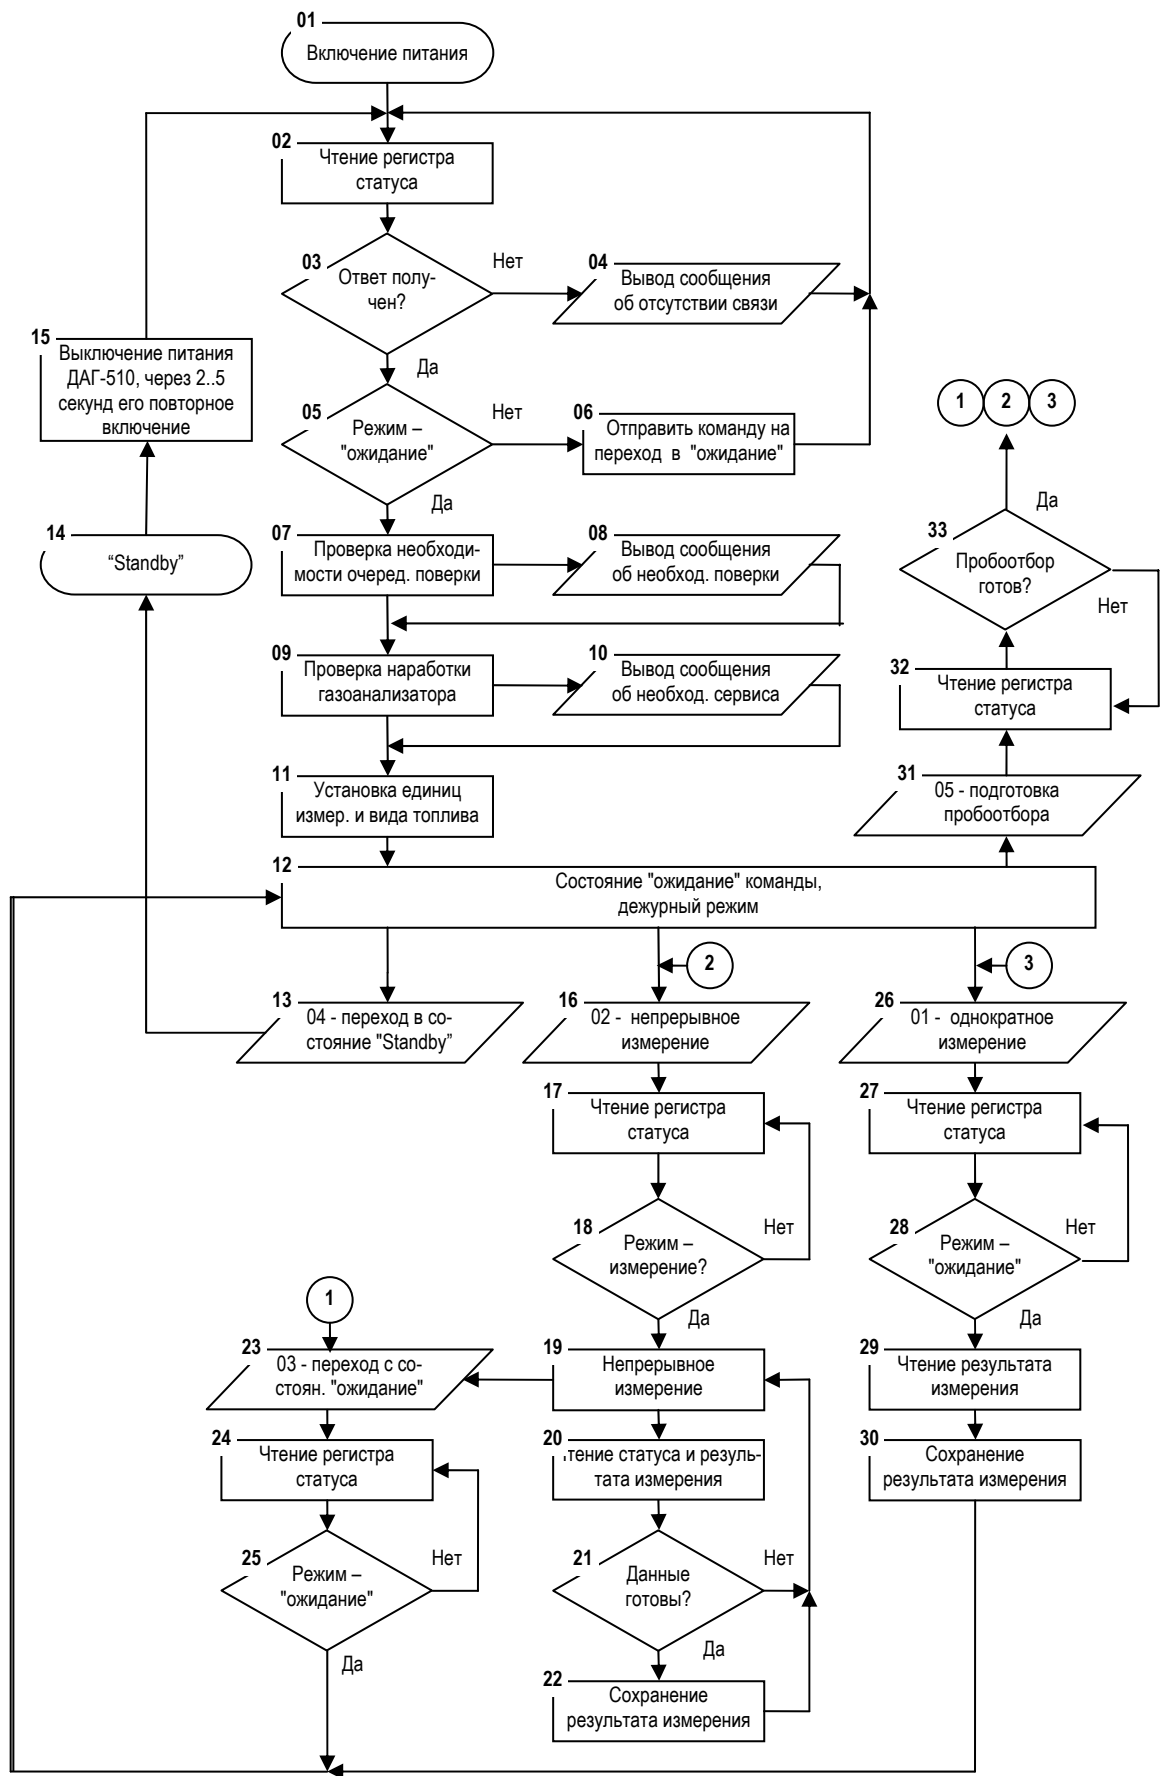 01
Включение питания
02
Чтение регистра
статуса
03
Ответ полу-
чен?
Нет
04
Вывод сообщения
об отсутствии связи
Да
15
Выключение питания
ДАГ-510, через 2..5
секунд его повторное
включение
05
Режим –
"ожидание"
Нет
06
Отправить команду на
переход в "ожидание"
1
2
3
Да
Да
14
“Standby”
07
Проверка необходи-
мости очеред. поверки
08
Вывод сообщения
об необход. поверки
33
Пробоотбор
готов?
Нет
09
Проверка наработки
газоанализатора
10
Вывод сообщения
об необход. сервиса
32
Чтение регистра
статуса
11
Установка единиц
измер. и вида топлива
31
05 - подготовка
пробоотбора
12
Состояние "ожидание" команды,
дежурный режим
2
3
13
04 - переход в со-
стояние "Standby”
16
02 - непрерывное
измерение
26
01 - однократное
измерение
17
Чтение регистра
статуса
27
Чтение регистра
статуса
18
Режим –
измерение?
Нет
28
Режим –
"ожидание"
Нет
1
Да
Да
23
03 - переход с со-
стоян. "ожидание"
19
Непрерывное
измерение
29
Чтение результата
измерения
24
Чтение регистра
статуса
20
тение статуса и резуль-
тата измерения
30
Сохранение
результата измерения
25
Режим –
"ожидание"
Нет
21
Данные
готовы?
Нет
Да
Да
22
Сохранение
результата измерения